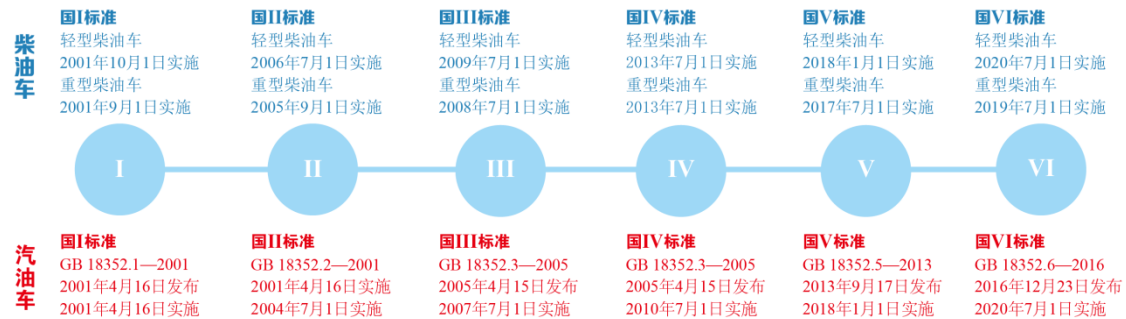 柴油车
国I标准
轻型柴油车
2001年10月1日实施
重型柴油车
2001年9月1日实施
国II标准
轻型柴油车
2006年7月1日实施
重型柴油车
2005年9月1日实施
国III标准
轻型柴油车
2009年7月1日实施
重型柴油车
2008年7月1日实施
国IV标准
轻型柴油车
2013年7月1日实施
重型柴油车
2013年7月1日实施
国V标准
轻型柴油车
2018年1月1日实施
重型柴油车
2017年7月1日实施
国VI标准
轻型柴油车
2020年7月1日实施
重型柴油车
2019年7月1日实施
I
II
III
IV
V
VI
汽油车
国I标准
GB 18352.1—2001
2001年4月16日发布
2001年4月16日实施
国II标准
GB 18352.2—2001
2001年4月16日实施
2004年7月1日实施
国III标准
GB 18352.3—2005
2005年4月15日发布
2007年7月1日实施
国IV标准
GB 18352.3—2005
2005年4月15日发布
2010年7月1日实施
国V标准
GB 18352.5—2013
2013年9月17日发布
2018年1月1日实施
国VI标准
GB 18352.6—2016
2016年12月23日发布
2020年7月1日实施